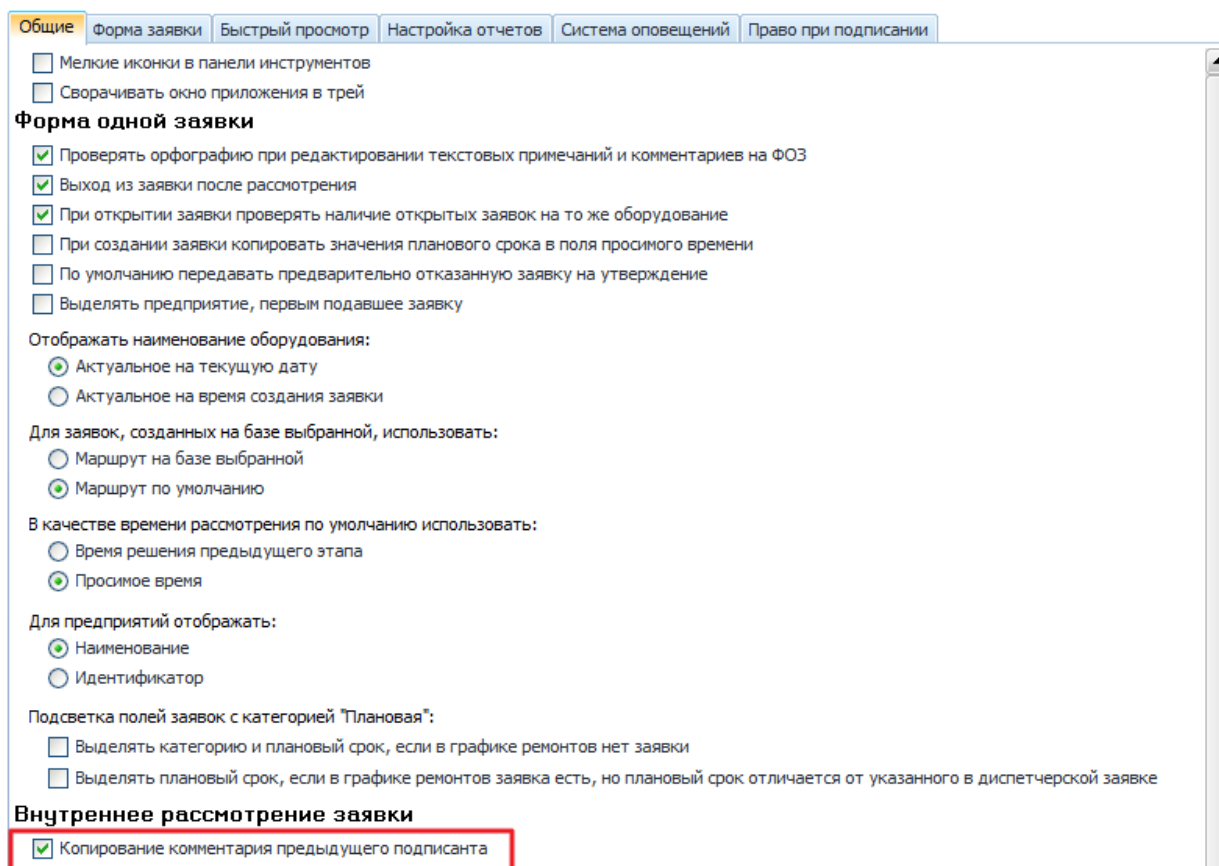 Общие Форма заявки Быстрый просмотр Настройка отчетов Система оповещений Право при подписании
Мелкие иконки в панели инструментов
Сворачивать окно приложения в трей
Форма одной заявки
Проверять орфографию при редактировании текстовых примечаний и комментариев на ФОЗ
Выход из заявки после рассмотрения
При открытии заявки проверять наличие открытых заявок на то же оборудование
При создании заявки копировать значения планового срока в поля просимого времени
По умолчанию передавать предварительно отказанную заявку на утверждение
Выделять предприятие, первым подавшее заявку
Отображать наименование оборудования:
Актуальное на текущую дату
Актуальное на время создания заявки
Для заявок, созданных на базе выбранной, использовать:
Маршрут на базе выбранной
Маршрут по умолчанию
В качестве времени рассмотрения по умолчанию использовать:
Время решения предыдущего этапа
Просимое время
Для предприятий отображать:
Наименование
Идентификатор
Подсветка полей заявок с категорией "Плановая":
Выделять категорию и плановый срок, если в графике ремонтов нет заявки
Выделять плановый срок, если в графике ремонтов заявка есть, но плановый срок отличается от указанного в диспетчерской заявке
Внутреннее рассмотрение заявки
Копирование комментария предыдущего подписанта